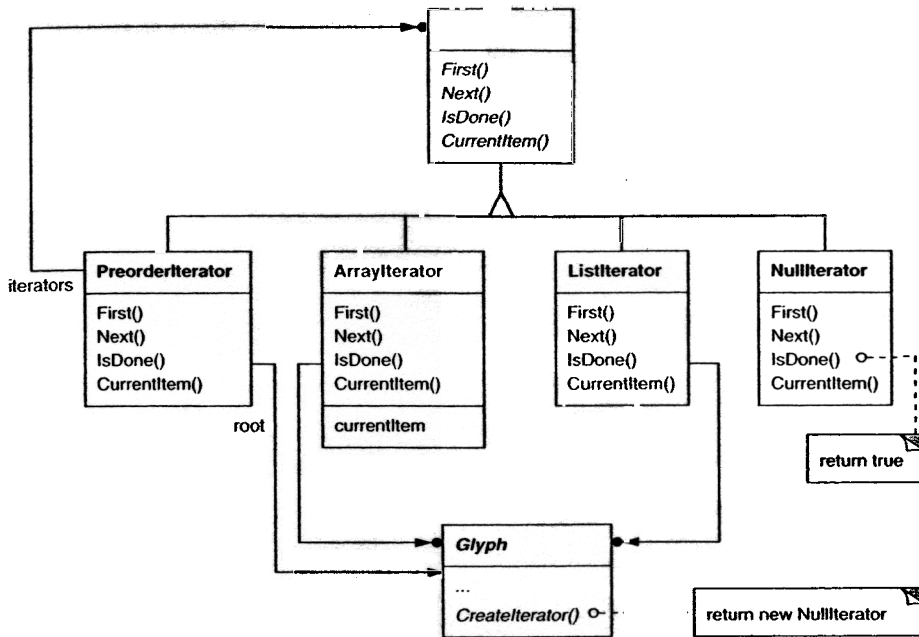 First()
Next()
IsDone()
CurrentItem()
iterators
PreorderIterator
First()
Next()
IsDone()
CurrentItem()
root
ArrayIterator
First()
Next()
IsDone()
CurrentItem()
currentItem
ListIterator
First()
Next()
IsDone()
CurrentItem()
NullIterator
First()
Next()
IsDone()
CurrentItem()
return true
Glyph
...
CreateIterator()
return new NullIterator